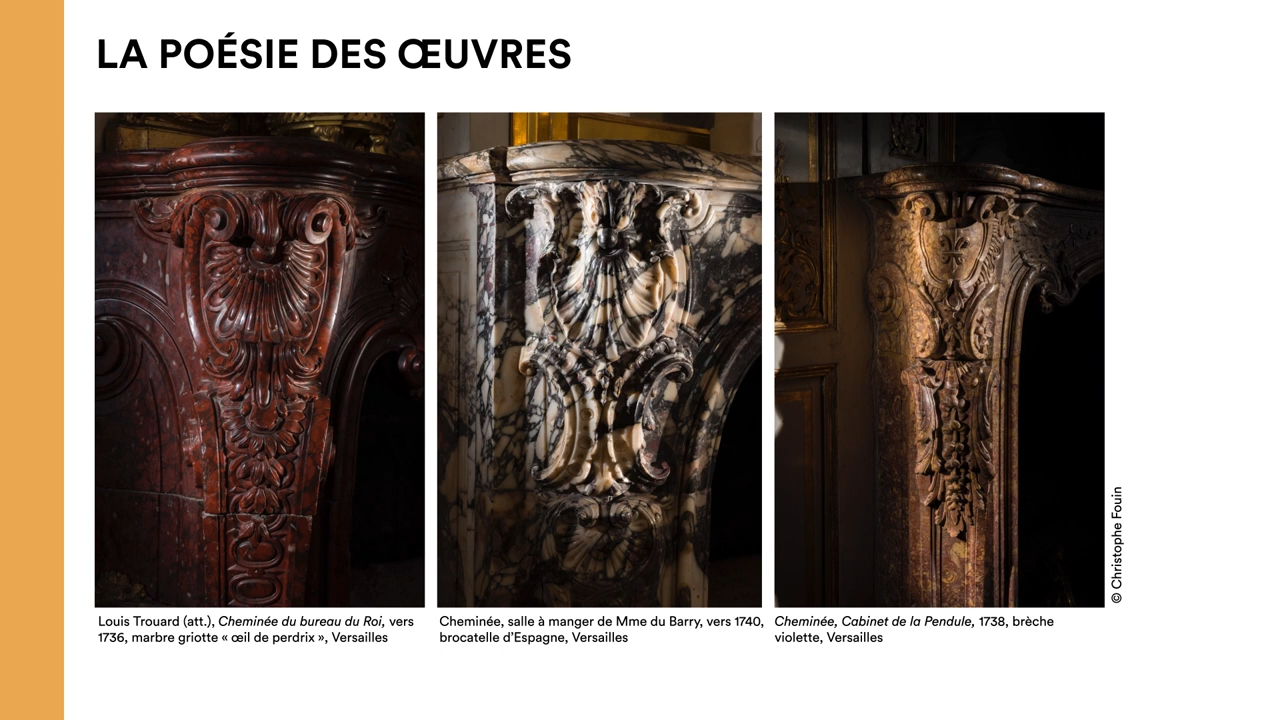 LA POÉSIE DES ŒUVRES
Louis Trouard (att.), Cheminée du bureau du Roi, vers
1736, marbre griotte « œil de perdrix », Versailles
Cheminée, salle à manger de Mme du Barry, vers 1740,
brocatelle d’Espagne, Versailles
Cheminée, Cabinet de la Pendule, 1738, brèche
violette, Versailles
© Christophe Fouin